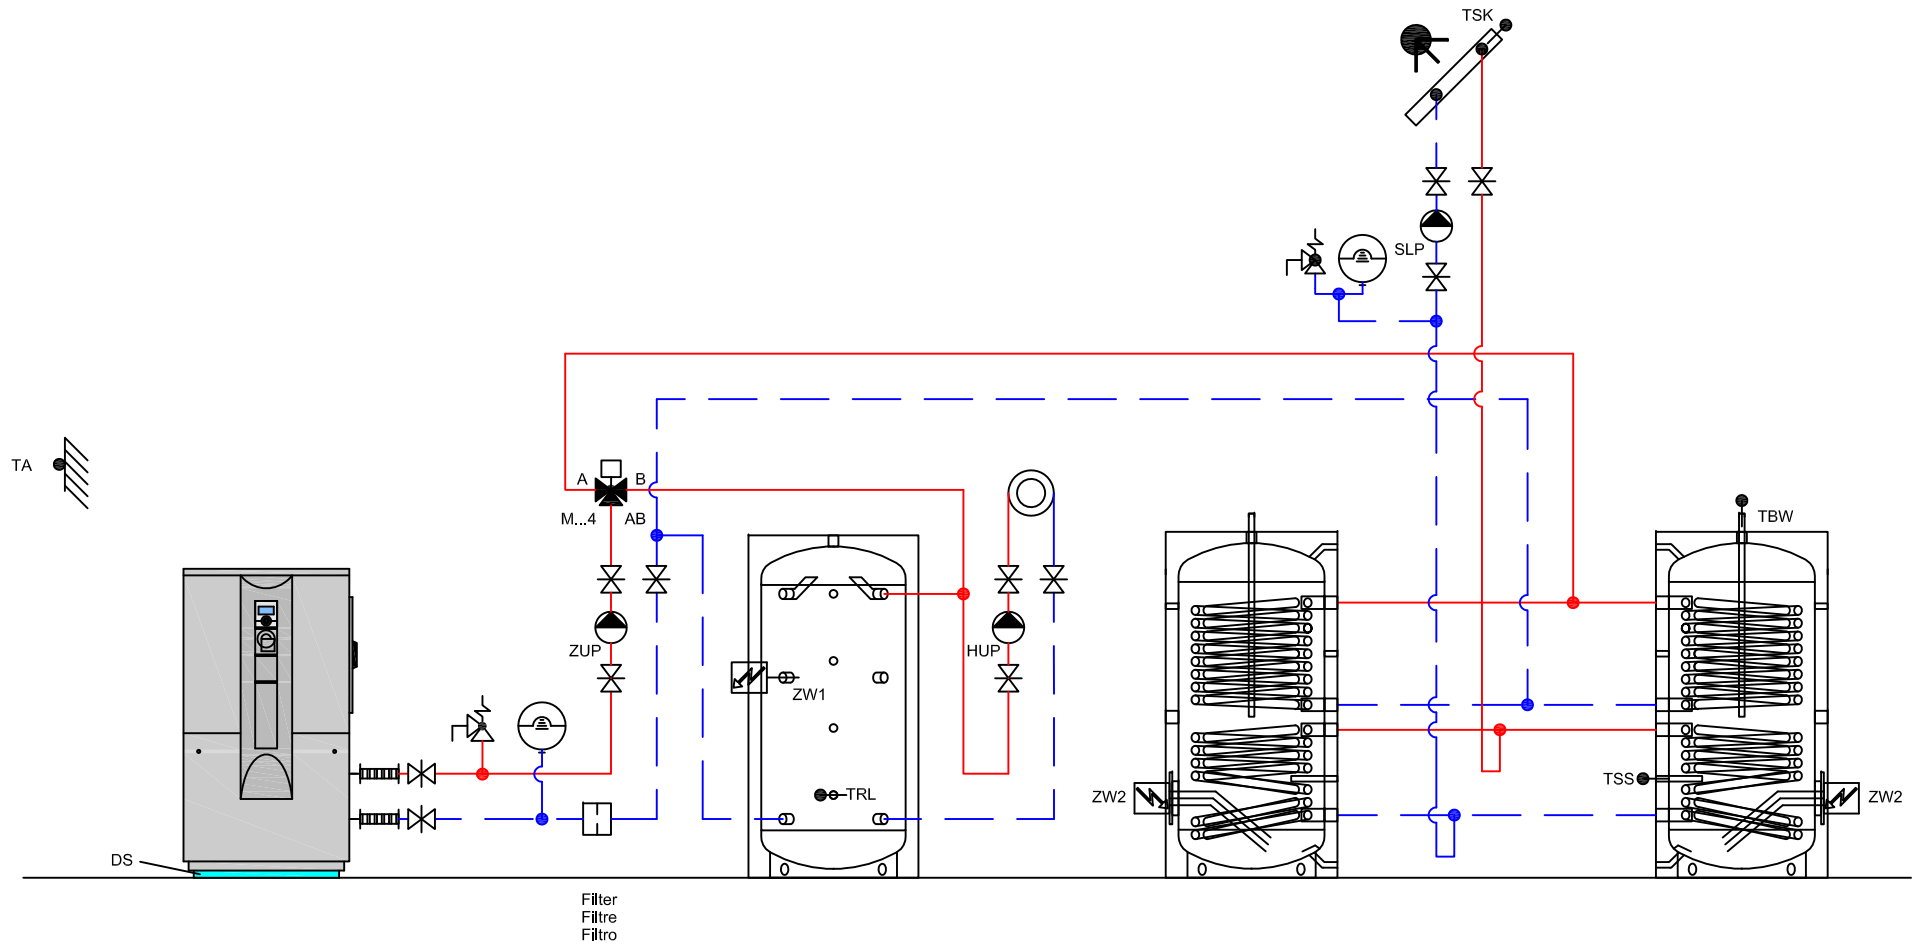 TSK
SLP
TA
A
B
M...4
AB
TBW
ZUP
HUP
ZW1
TRL
TSS
ZW2
ZW2
DS
Filter
Filtre
Filtro